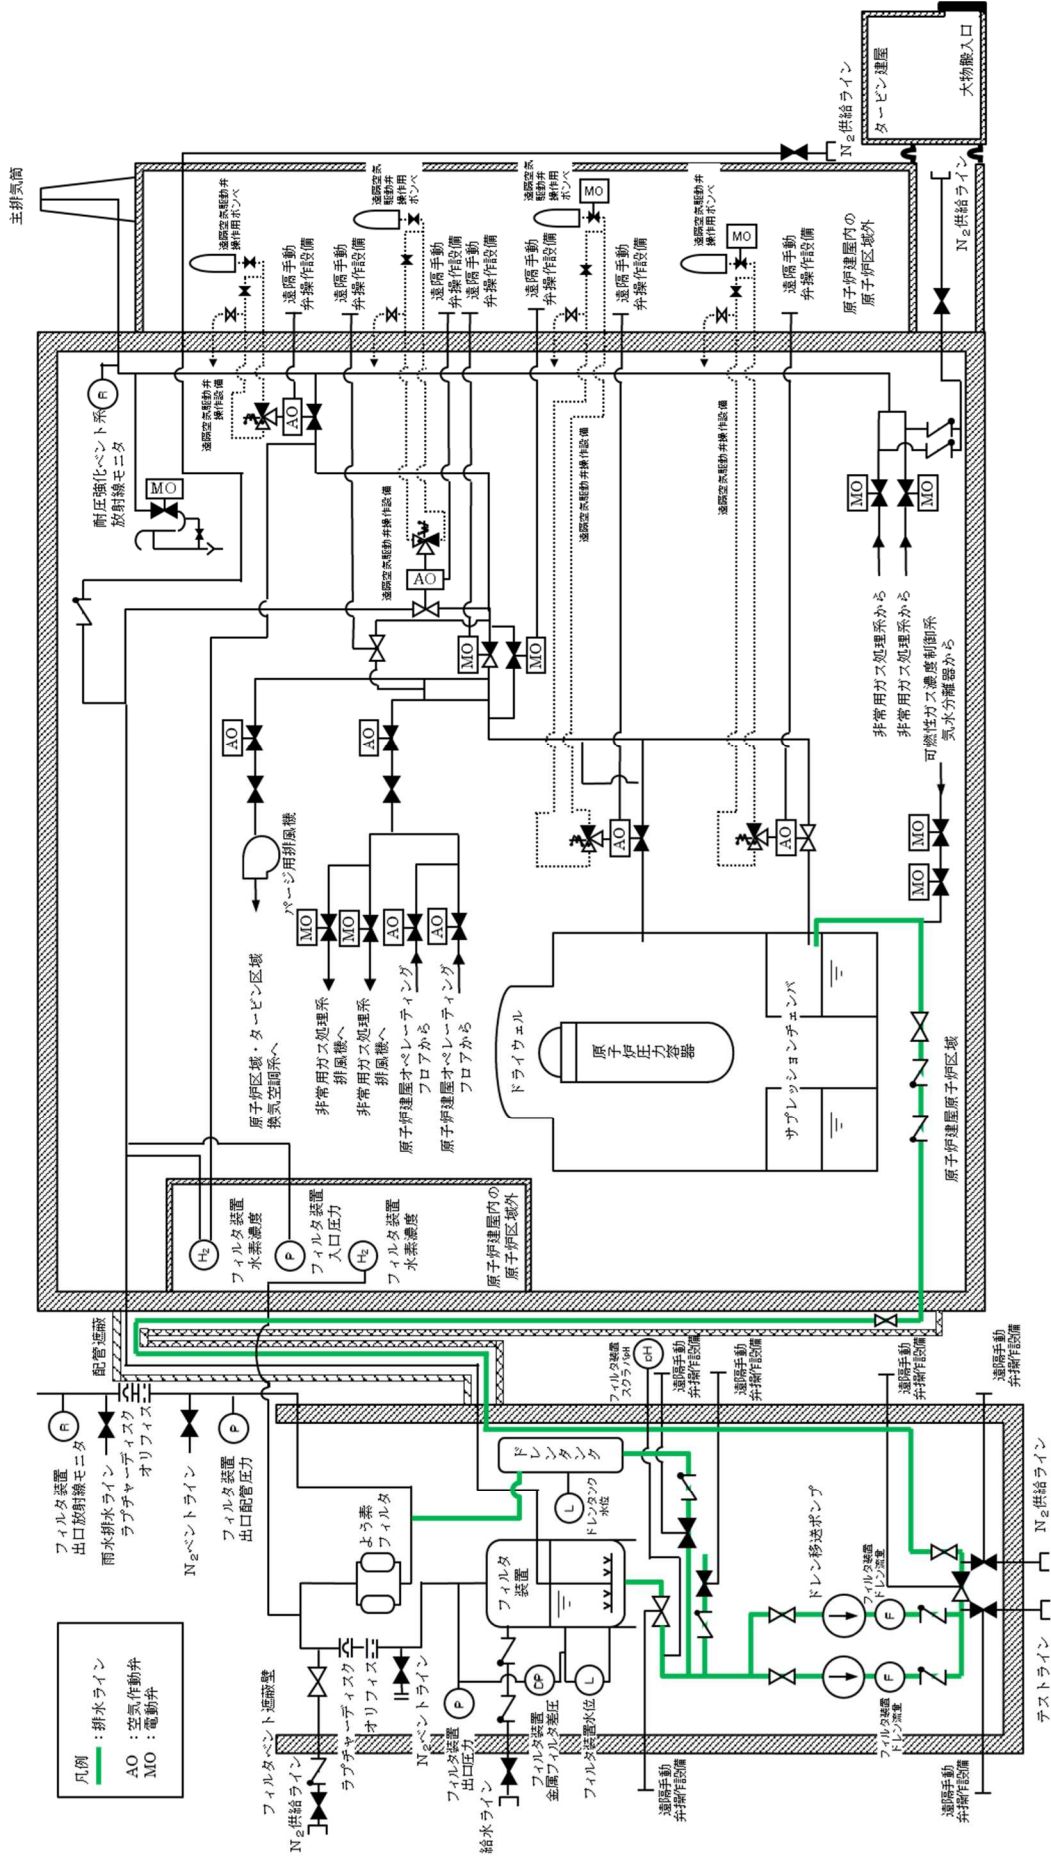 凡例
：排水ライン
AO ：空気作動弁
MO ：電動弁
主排気筒
タービン建屋
大物搬入口
N₂供給ライン
N₂供給ライン
遠隔空気駆動弁
操作用ボンベ
遠隔手動
弁操作設備
遠隔手動
弁操作設備
遠隔空気
駆動弁
操作用
ボンベ
遠隔手動
弁操作設備
遠隔手動
弁操作設備
遠隔手動
弁操作設備
遠隔空気
駆動弁
操作用
ボンベ
MO
遠隔手動
弁操作設備
遠隔空気駆動弁
操作用ボンベ
MO
遠隔手動
弁操作設備
原子炉建屋内の
原子炉区域外
R
耐圧強化ベント系
放射線モニタ
MO
遠隔空気駆動弁
操作設備
AO
遠隔空気駆動弁操作設備
AO
遠隔空気駆動弁操作設備
遠隔空気駆動弁操作設備
MO
MO
AO
AO
AO
AO
パージ用排風機
原子炉区域・タービン区域
換気空調系へ
MO
MO
AO
AO
非常用ガス処理系
排風機へ
非常用ガス処理系
排風機へ
原子炉建屋オペレーティング
フロアから
原子炉建屋オペレーティング
フロアから
MO
MO
非常用ガス処理系から
非常用ガス処理系から
可燃性ガス濃度制御系
気水分離器から
MO
MO
ドライウェル
原子炉圧力容器
サプレッションチェンバ
原子炉建屋原子炉区域
H₂
フィルタ装置
水素濃度
P
フィルタ装置
入口圧力
H₂
フィルタ装置
水素濃度
原子炉建屋内の
原子炉区域外
配管遮蔽
R
フィルタ装置
出口放射線モニタ
雨水排水ライン
ラプチャーディスク
オリフィス
N₂ベントライン
P
フィルタ装置
出口配管圧力
よう素
フィルタ
ドレンタンク
L
ドレンタンク
水位
フィルタ装置
スクラバpH
pH
遠隔手動
弁操作設備
遠隔手動
弁操作設備
遠隔手動
弁操作設備
遠隔手動
弁操作設備
フィルタ
装置
ドレン移送ポンプ
フィルタ装置
ドレン流量
F
F
フィルタ装置
ドレン流量
N₂供給ライン
テストライン
フィルタベント遮蔽壁
N₂供給ライン
ラプチャーディスク
オリフィス
N₂ベントライン
P
フィルタ装置
出口圧力
給水ライン
DP
フィルタ装置
金属フィルタ差圧
L
フィルタ装置水位
遠隔手動
弁操作設備
遠隔手動
弁操作設備